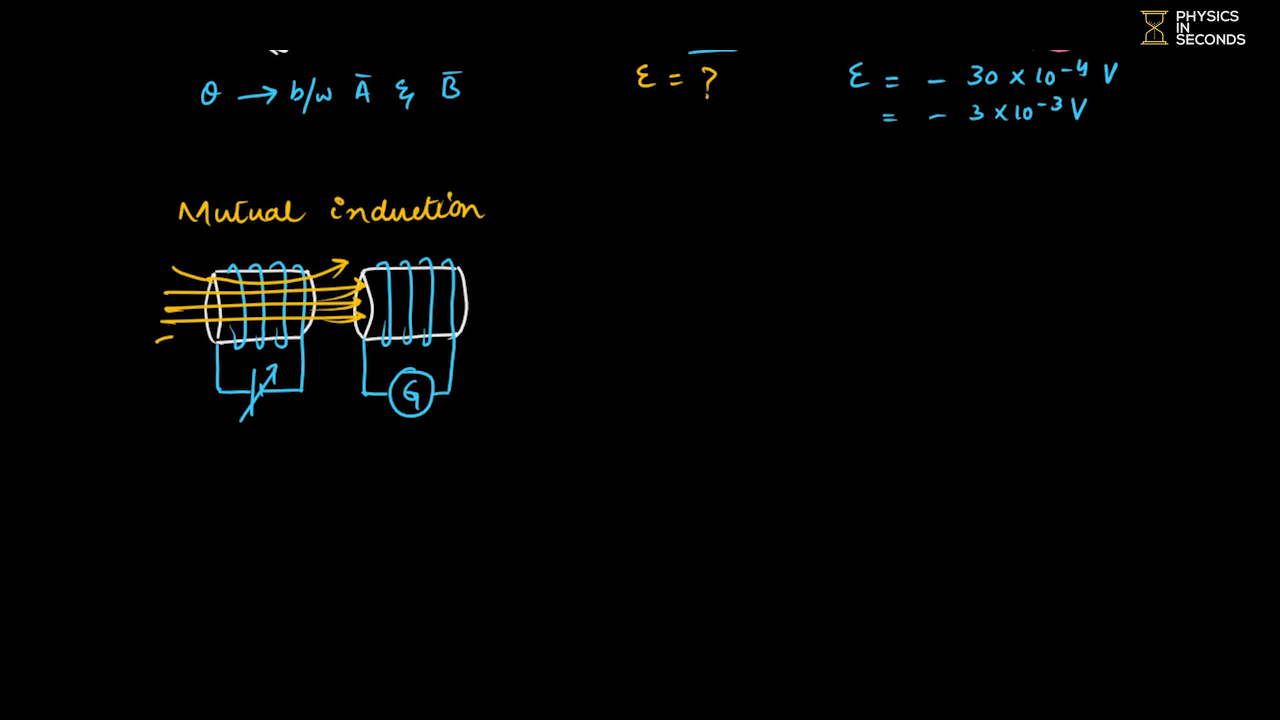 PHYSICS
IN
SECONDS
θ → b/w A̅ & B̅
ε = ?
ε = - 30 × 10⁻⁴ V
= - 3 × 10⁻³ V
Mutual induction
G